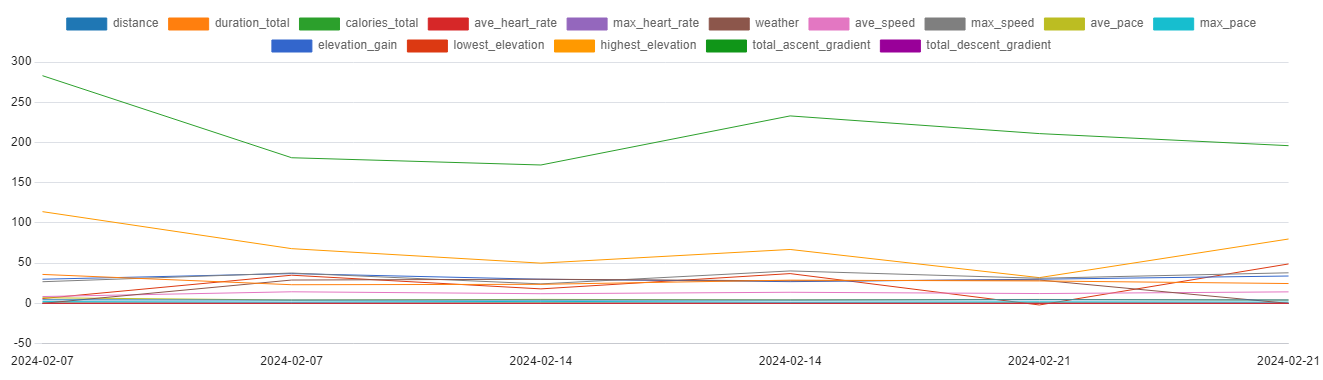 distance duration_total calories_total ave_heart_rate max_heart_rate weather ave_speed max_speed ave_pace max_pace
elevation_gain lowest_elevation highest_elevation total_ascent_gradient total_descent_gradient
300
250
200
150
100
50
0
-50
2024-02-07 2024-02-07 2024-02-14 2024-02-14 2024-02-21 2024-02-21